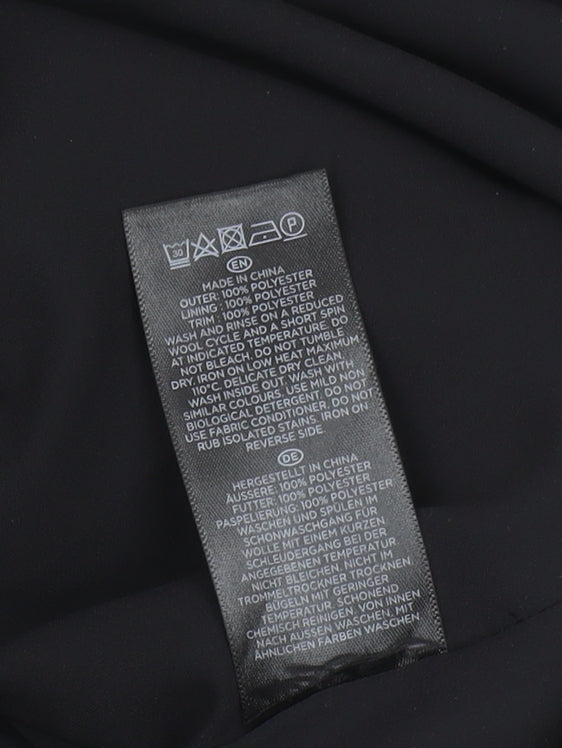 30 P
EN
MADE IN CHINA
OUTER: 100% POLYESTER
LINING : 100% POLYESTER
TRIM : 100% POLYESTER
WASH AND RINSE ON A REDUCED
WOOL CYCLE AND A SHORT SPIN
AT INDICATED TEMPERATURE. DO
NOT BLEACH. DO NOT TUMBLE
DRY. IRON ON LOW HEAT MAXIMUM
110°C. DELICATE DRY CLEAN.
WASH INSIDE OUT. WASH WITH
SIMILAR COLOURS. USE MILD NON
BIOLOGICAL DETERGENT. DO NOT
USE FABRIC CONDITIONER. DO NOT
RUB ISOLATED STAINS. IRON ON
REVERSE SIDE.
DE
HERGESTELLT IN CHINA
ÄUSSERE: 100% POLYESTER
FUTTER: 100% POLYESTER
PASPELIERUNG: 100% POLYESTER
WASCHEN UND SPÜLEN IM
SCHONWASCHGANG FÜR
WOLLE MIT EINEM KURZEN
SCHLEUDERGANG BEI DER
ANGEGEBENEN TEMPERATUR.
NICHT BLEICHEN. NICHT IM
TROMMELTROCKNER TROCKNEN.
BÜGELN MIT GERINGER
TEMPERATUR. SCHONEND
CHEMISCH REINIGEN. VON INNEN
NACH AUSSEN WASCHEN. MIT
ÄHNLICHEN FARBEN WASCHEN